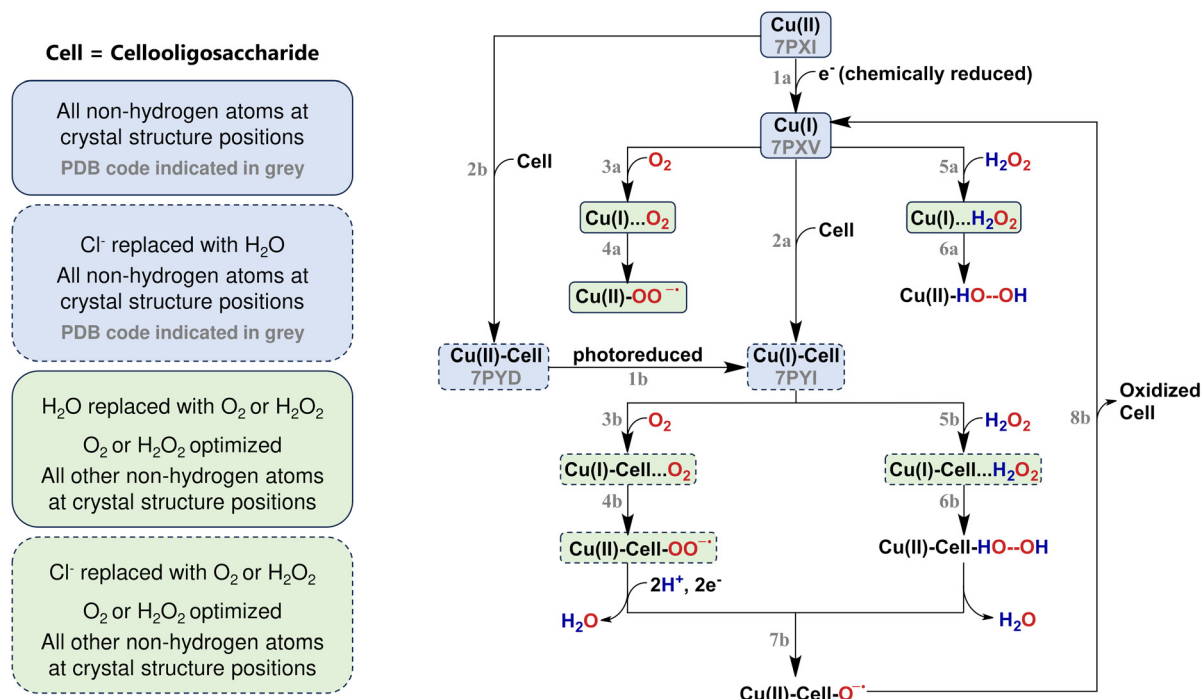 Cell = Cellooligosaccharide
All non-hydrogen atoms at
crystal structure positions
PDB code indicated in grey
Cl⁻ replaced with H₂O
All non-hydrogen atoms at
crystal structure positions
PDB code indicated in grey
H₂O replaced with O₂ or H₂O₂
O₂ or H₂O₂ optimized
All other non-hydrogen atoms
at crystal structure positions
Cl⁻ replaced with O₂ or H₂O₂
O₂ or H₂O₂ optimized
All other non-hydrogen atoms
at crystal structure positions
Cu(II)
7PXI
1a
e⁻ (chemically reduced)
Cu(I)
7PXV
2b
Cell
3a
O₂
5a
H₂O₂
Cu(I)...O₂
2a
Cell
Cu(I)...H₂O₂
4a
6a
Cu(II)-OO⁻•
Cu(II)-HO--OH
Cu(II)-Cell
7PYD
photoreduced
1b
Cu(I)-Cell
7PYI
3b
O₂
5b
H₂O₂
8b
Oxidized
Cell
Cu(I)-Cell...O₂
Cu(I)-Cell...H₂O₂
4b
6b
Cu(II)-Cell-OO⁻•
Cu(II)-Cell-HO--OH
2H⁺, 2e⁻
H₂O
H₂O
7b
Cu(II)-Cell-O⁻•